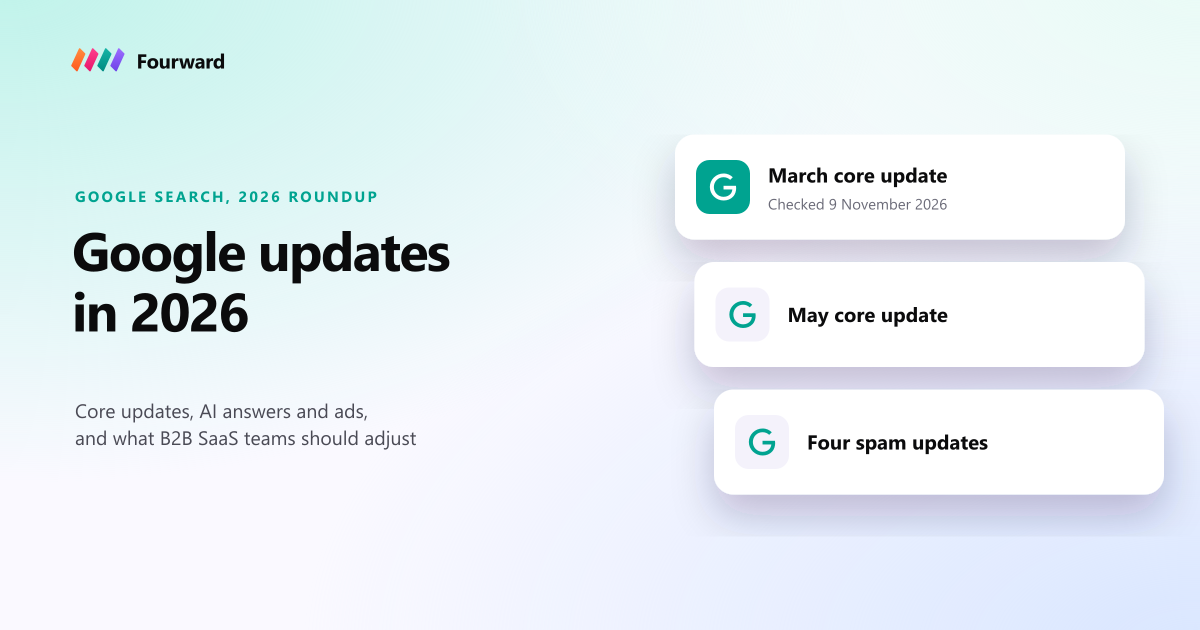 Fourward
GOOGLE SEARCH, 2026 ROUNDUP
Google updates
in 2026
Core updates, AI answers and ads,
and what B2B SaaS teams should adjust
March core update
Checked 9 November 2026
May core update
Four spam updates